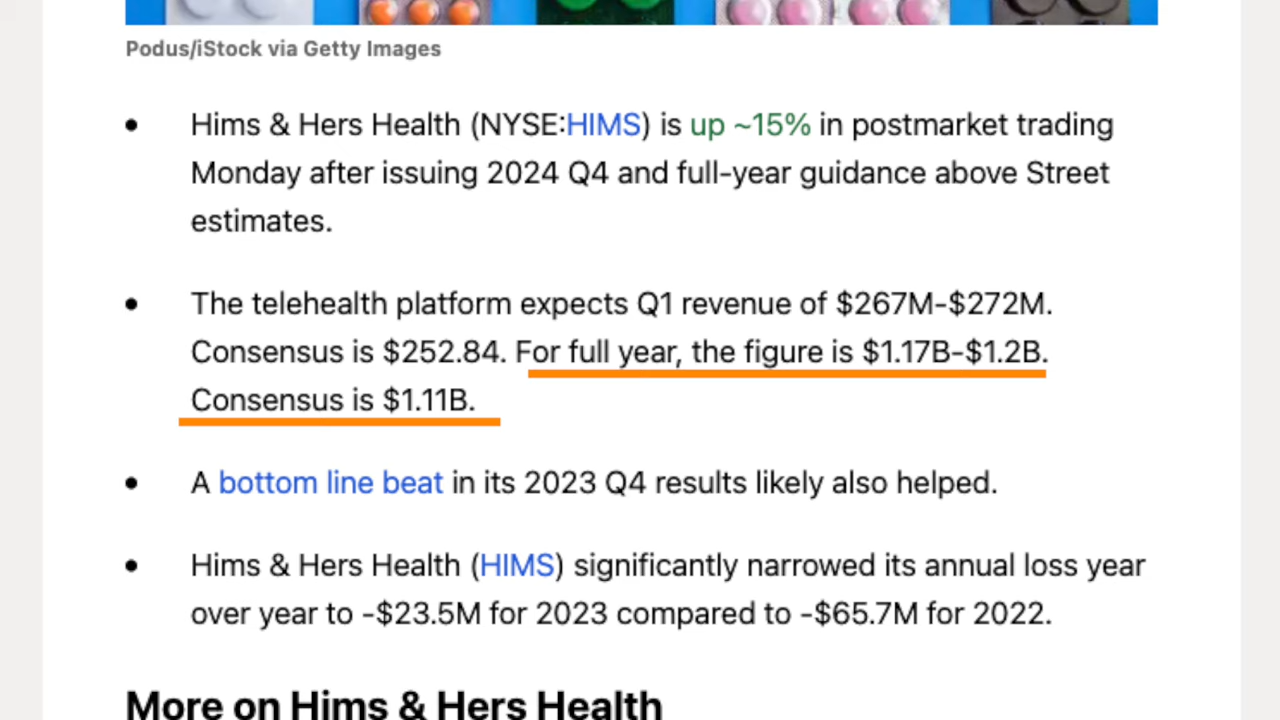 Podus/iStock via Getty Images
• Hims & Hers Health (NYSE:HIMS) is up ~15% in postmarket trading
Monday after issuing 2024 Q4 and full-year guidance above Street
estimates.
• The telehealth platform expects Q1 revenue of $267M-$272M.
Consensus is $252.84. For full year, the figure is $1.17B-$1.2B.
Consensus is $1.11B.
• A bottom line beat in its 2023 Q4 results likely also helped.
• Hims & Hers Health (HIMS) significantly narrowed its annual loss year
over year to -$23.5M for 2023 compared to -$65.7M for 2022.
More on Hims & Hers Health